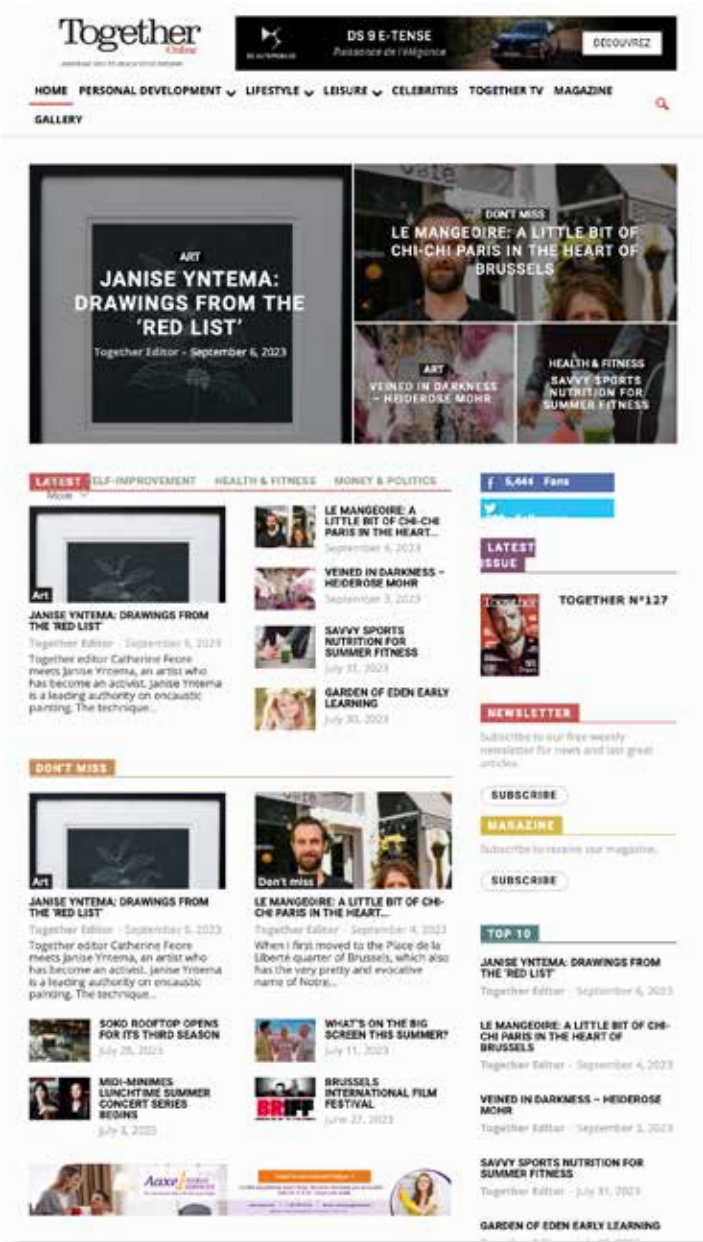 Together
Online
DS AUTOMOBILES
DS 9 E-TENSE
Puissance de l'élégance
DÉCOUVREZ
HOME PERSONAL DEVELOPMENT LIFESTYLE LEISURE CELEBRITIES TOGETHER TV MAGAZINE
GALLERY
ART
JANISE YNTEMA:
DRAWINGS FROM THE
'RED LIST'
Together Editor - September 6, 2023
DON'T MISS
LE MANGEOIRE: A LITTLE BIT OF
CHI-CHI PARIS IN THE HEART OF
BRUSSELS
ART
VEINED IN DARKNESS
– HEIDEROSE MOHR
HEALTH & FITNESS
SAVVY SPORTS
NUTRITION FOR
SUMMER FITNESS
LATEST ELF-IMPROVEMENT HEALTH & FITNESS MONEY & POLITICS
More
Art
JANISE YNTEMA: DRAWINGS FROM
THE 'RED LIST'
Together Editor - September 6, 2023
Together editor Catherine Feore
meets Janise Yntema, an artist who
has become an activist. Janise Yntema
is a leading authority on encaustic
painting. The technique...
LE MANGEOIRE: A
LITTLE BIT OF CHI-CHI
PARIS IN THE HEART...
September 4, 2023
VEINED IN DARKNESS –
HEIDEROSE MOHR
September 3, 2023
SAVVY SPORTS
NUTRITION FOR
SUMMER FITNESS
July 31, 2023
GARDEN OF EDEN EARLY
LEARNING
July 30, 2023
5,444 Fans
LATEST
ISSUE
Together
TOGETHER N°127
NEWSLETTER
Subscribe to our free weekly
newsletter for news and last great
articles.
SUBSCRIBE
MAGAZINE
Subscribe to receive our magazine.
SUBSCRIBE
DON'T MISS
Art
JANISE YNTEMA: DRAWINGS FROM
THE 'RED LIST'
Together Editor - September 6, 2023
Together editor Catherine Feore
meets Janise Yntema, an artist who
has become an activist. Janise Yntema
is a leading authority on encaustic
painting. The technique...
Don't miss
LE MANGEOIRE: A LITTLE BIT OF CHI-
CHI PARIS IN THE HEART...
Together Editor - September 4, 2023
When I first moved to the Place de la
Liberté quarter of Brussels, which also
has the very pretty and evocative
name of Notre...
SOKO ROOFTOP OPENS
FOR ITS THIRD SEASON
July 28, 2023
WHAT'S ON THE BIG
SCREEN THIS SUMMER?
July 11, 2023
MIDI-MINIMES
LUNCHTIME SUMMER
CONCERT SERIES
BEGINS
July 3, 2023
BRIFF
BRUSSELS
INTERNATIONAL FILM
FESTIVAL
June 27, 2023
TOP 10
JANISE YNTEMA: DRAWINGS FROM
THE 'RED LIST'
Together Editor - September 6, 2023
LE MANGEOIRE: A LITTLE BIT OF CHI-
CHI PARIS IN THE HEART OF
BRUSSELS
Together Editor - September 4, 2023
VEINED IN DARKNESS – HEIDEROSE
MOHR
Together Editor - September 3, 2023
SAVVY SPORTS NUTRITION FOR
SUMMER FITNESS
Together Editor - July 31, 2023
GARDEN OF EDEN EARLY LEARNING
Aaxe